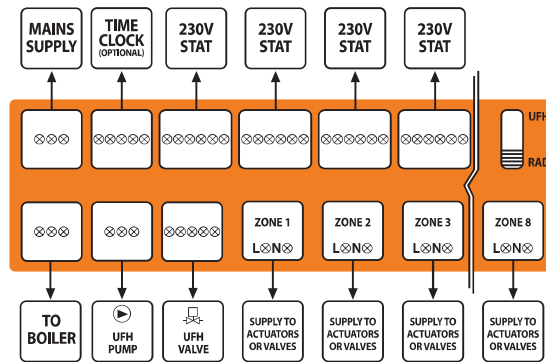 MAINS
SUPPLY
TIME
CLOCK
(OPTIONAL)
230V
STAT
230V
STAT
230V
STAT
230V
STAT
UFH
RAD
ZONE 1
L N
ZONE 2
L N
ZONE 3
L N
ZONE 8
L N
TO
BOILER
UFH
PUMP
UFH
VALVE
SUPPLY TO
ACTUATORS
OR VALVES
SUPPLY TO
ACTUATORS
OR VALVES
SUPPLY TO
ACTUATORS
OR VALVES
SUPPLY TO
ACTUATORS
OR VALVES